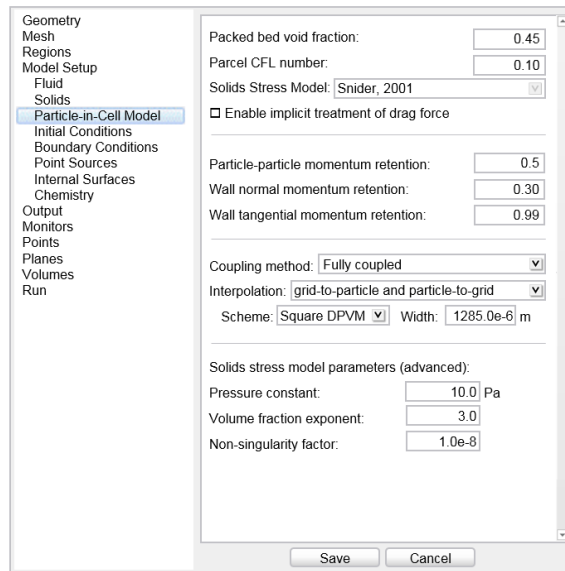 Geometry
Mesh
Regions
Model Setup
Fluid
Solids
Particle-in-Cell Model
Initial Conditions
Boundary Conditions
Point Sources
Internal Surfaces
Chemistry
Output
Monitors
Points
Planes
Volumes
Run
Packed bed void fraction: 0.45
Parcel CFL number: 0.10
Solids Stress Model: Snider, 2001
Enable implicit treatment of drag force
Particle-particle momentum retention: 0.5
Wall normal momentum retention: 0.30
Wall tangential momentum retention: 0.99
Coupling method: Fully coupled
Interpolation: grid-to-particle and particle-to-grid
Scheme: Square DPVM Width: 1285.0e-6 m
Solids stress model parameters (advanced):
Pressure constant: 10.0 Pa
Volume fraction exponent: 3.0
Non-singularity factor: 1.0e-8
Save Cancel